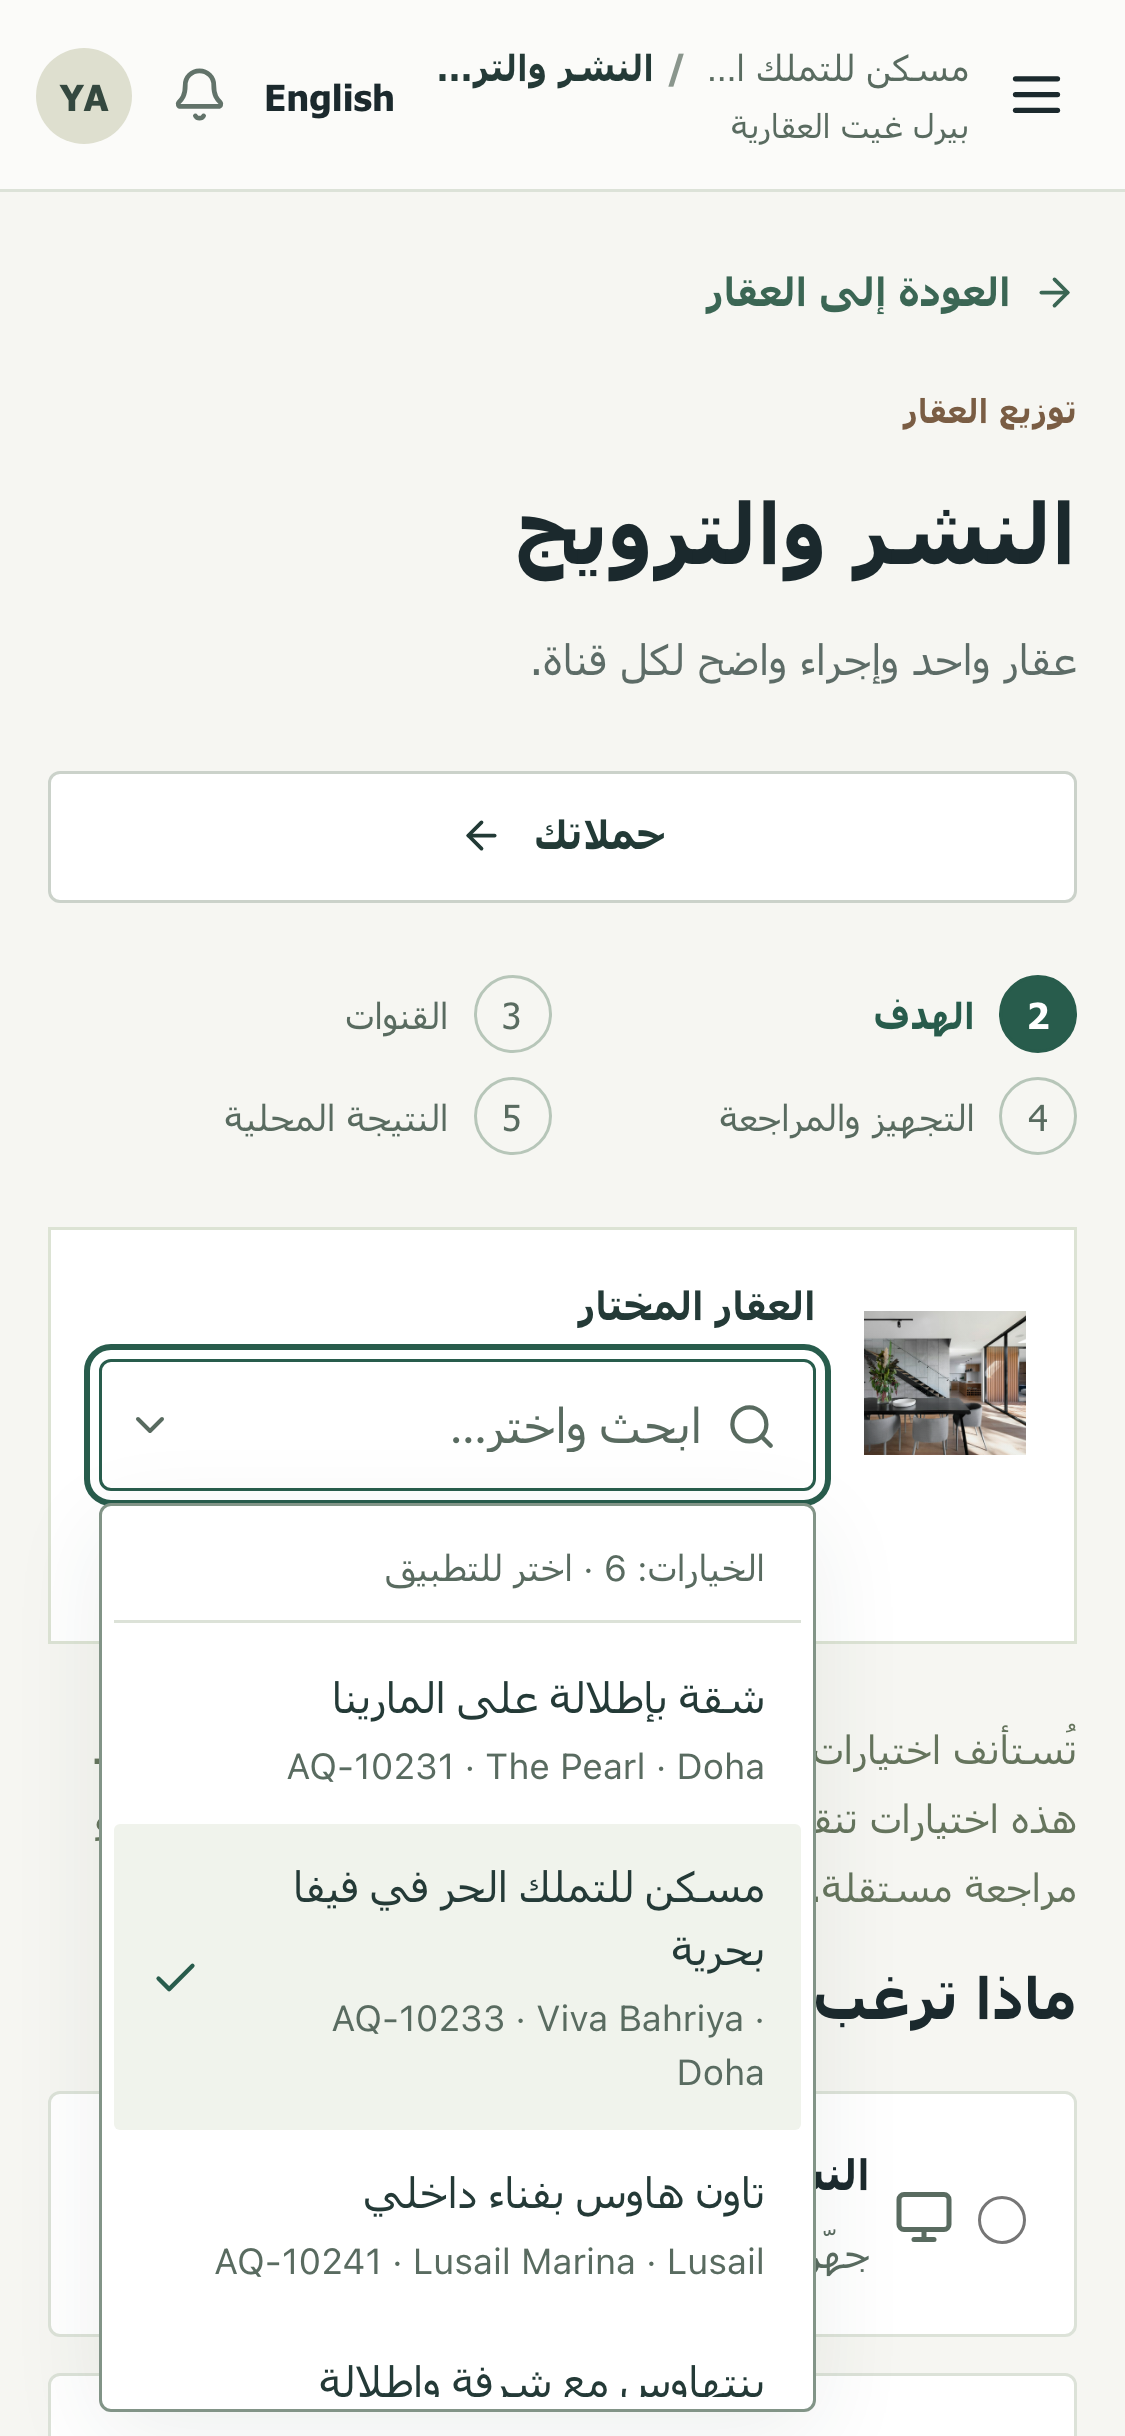 مسكن للتملك ا... / النشر والتر...
بيرل غيت العقارية
English
YA
العودة إلى العقار
توزيع العقار
النشر والترويج
عقار واحد وإجراء واضح لكل قناة.
حملاتك
2 الهدف
3 القنوات
4 التجهيز والمراجعة
5 النتيجة المحلية
العقار المختار
ابحث واختر...
الخيارات: 6 · اختر للتطبيق
شقة بإطلالة على المارينا
AQ-10231 · The Pearl · Doha
مسكن للتملك الحر في فيفا
بحرية
AQ-10233 · Viva Bahriya ·
Doha
تاون هاوس بفناء داخلي
AQ-10241 · Lusail Marina · Lusail
بنتهاوس مع شرفة وإطلالة
تُستأنف اختيارات
هذه اختيارات
مراجعة مستقلة.
ماذا ترغب